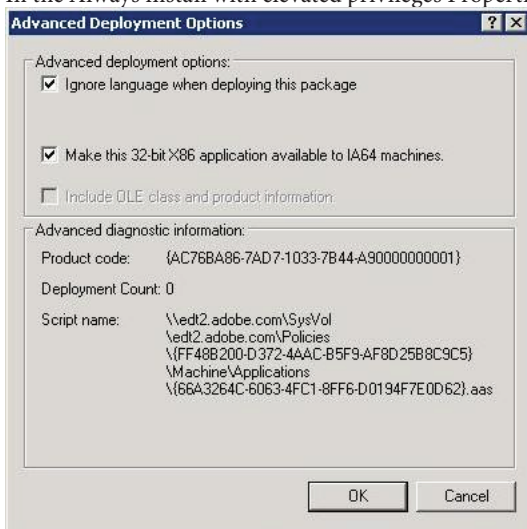 In the Always install with elevated privileges Properti
Advanced Deployment Options
Advanced deployment options:
Ignore language when deploying this package
Make this 32-bit X86 application available to IA64 machines.
Include OLE class and product information
Advanced diagnostic information:
Product code: {AC76BA86-7AD7-1033-7B44-A90000000001}
Deployment Count: 0
Script name: \\edt2.adobe.com\SysVol
\edt2.adobe.com\Policies
\{FF48B200-D372-4AAC-B5F9-AF8D25B8C9C5}
\Machine\Applications
\{66A3264C-6063-4FC1-8FF6-D0194F7E0D62}.aas
OK Cancel